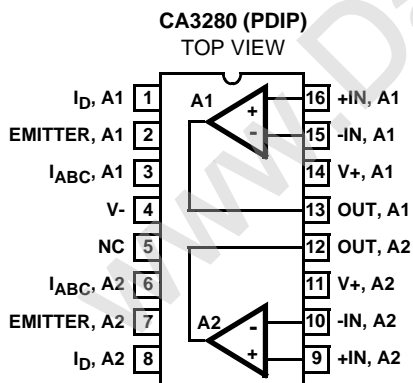 CA3280 (PDIP)
TOP VIEW
I_D, A1 1 A1 + 16 +IN, A1
EMITTER, A1 2 - 15 -IN, A1
I_ABC, A1 3 14 V+, A1
V- 4 13 OUT, A1
NC 5 12 OUT, A2
I_ABC, A2 6 11 V+, A2
EMITTER, A2 7 A2 - 10 -IN, A2
I_D, A2 8 + 9 +IN, A2
www.Da